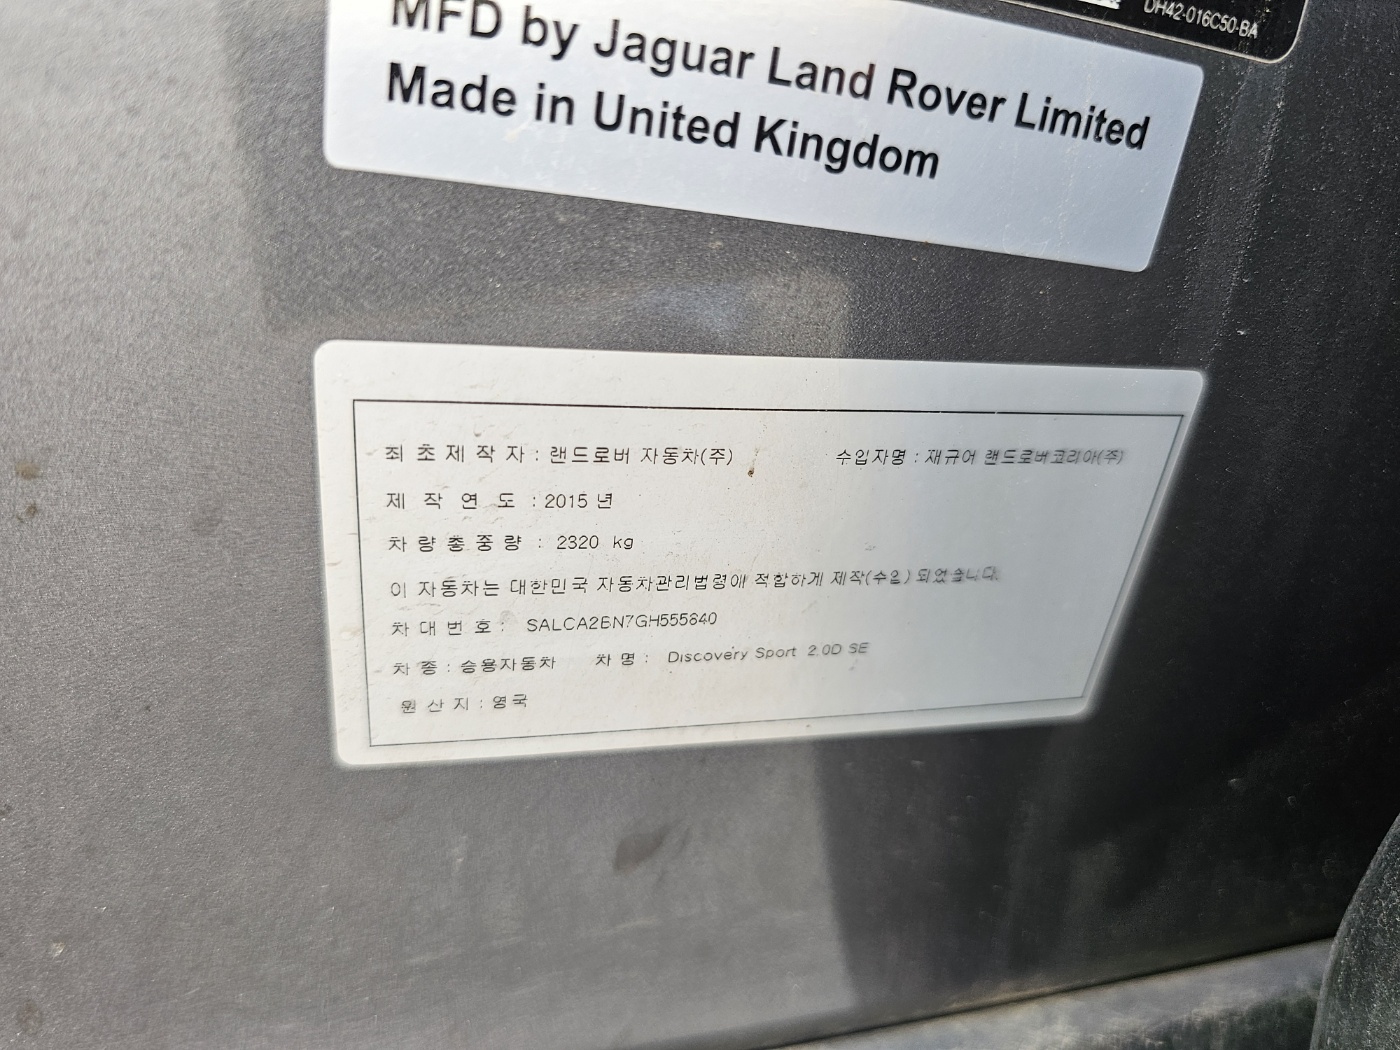 DH42-016C50-BA
MFD by Jaguar Land Rover Limited
Made in United Kingdom
최초제작자 : 랜드로버 자동차(주) 수입자명 : 재규어 랜드로버코리아(주)
제작연도 : 2015 년
차량총중량 : 2320 kg
이 자동차는 대한민국 자동차관리법령에 적합하게 제작(수입) 되었습니다.
차대번호 : SALCA2EN7GH555640
차종 : 승용자동차 차명 : Discovery Sport 2.0D SE
원산지 : 영국